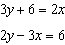 3y + 6 = 2x
2y − 3x = 6